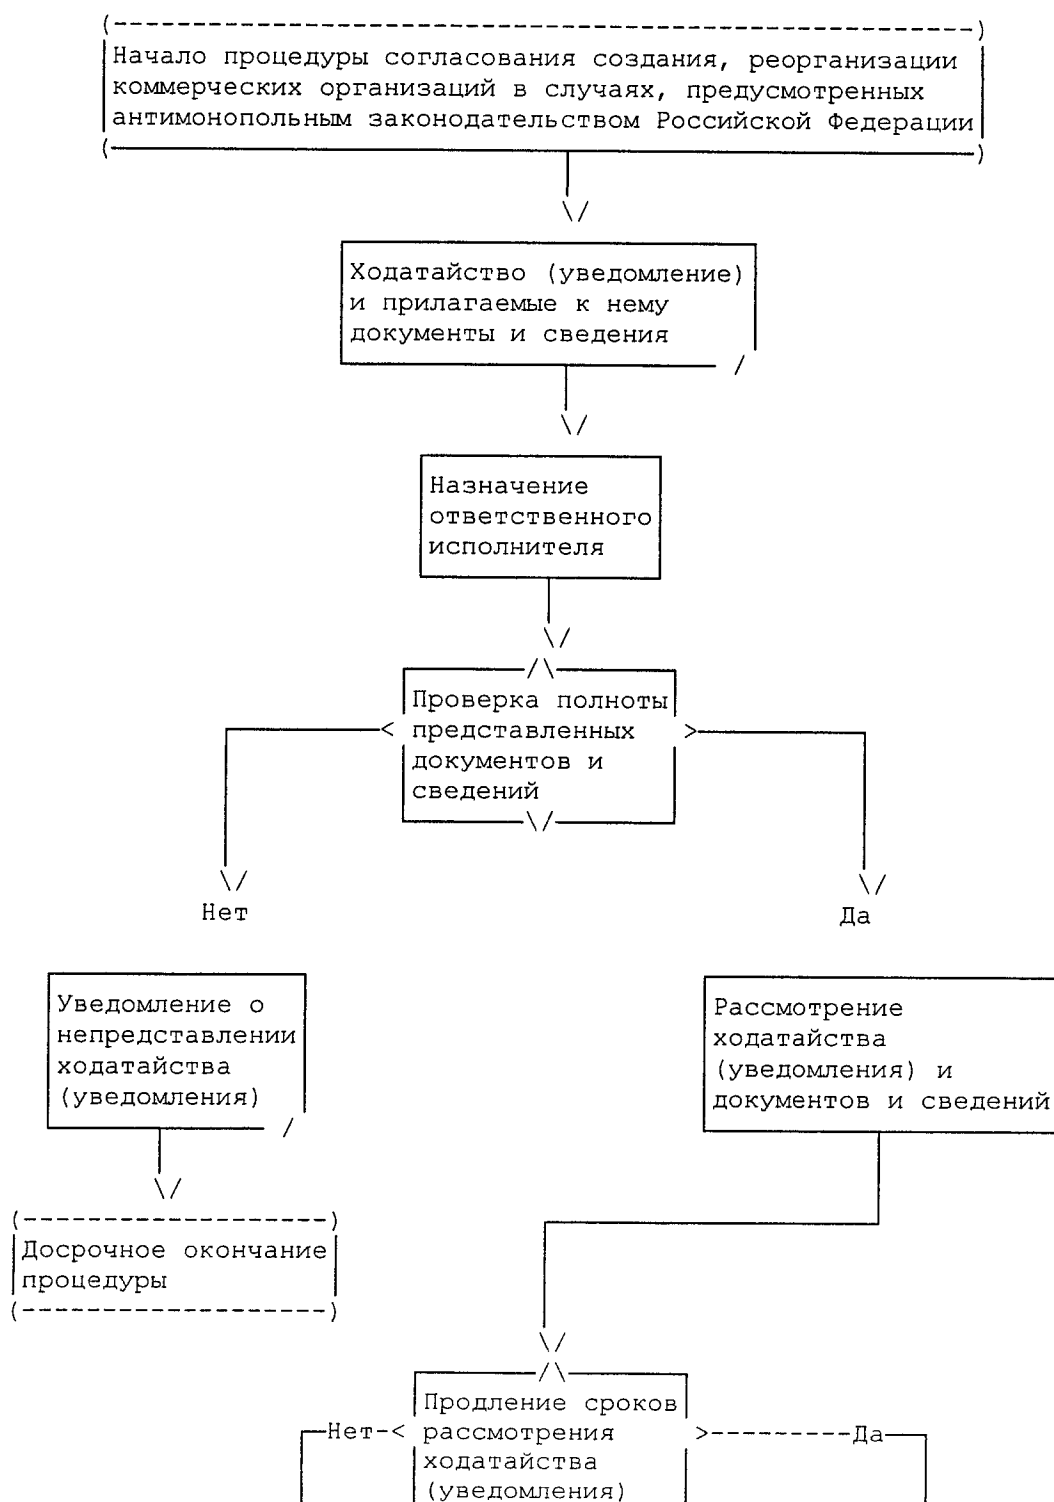 Начало процедуры согласования создания, реорганизации
коммерческих организаций в случаях, предусмотренных
антимонопольным законодательством Российской Федерации
Ходатайство (уведомление)
и прилагаемые к нему
документы и сведения
Назначение
ответственного
исполнителя
Проверка полноты
представленных
документов и
сведений
Нет
Да
Уведомление о
непредставлении
ходатайства
(уведомления)
Рассмотрение
ходатайства
(уведомления) и
документов и сведений
Досрочное окончание
процедуры
Продление сроков
Нет рассмотрения Да
ходатайства
(уведомления)